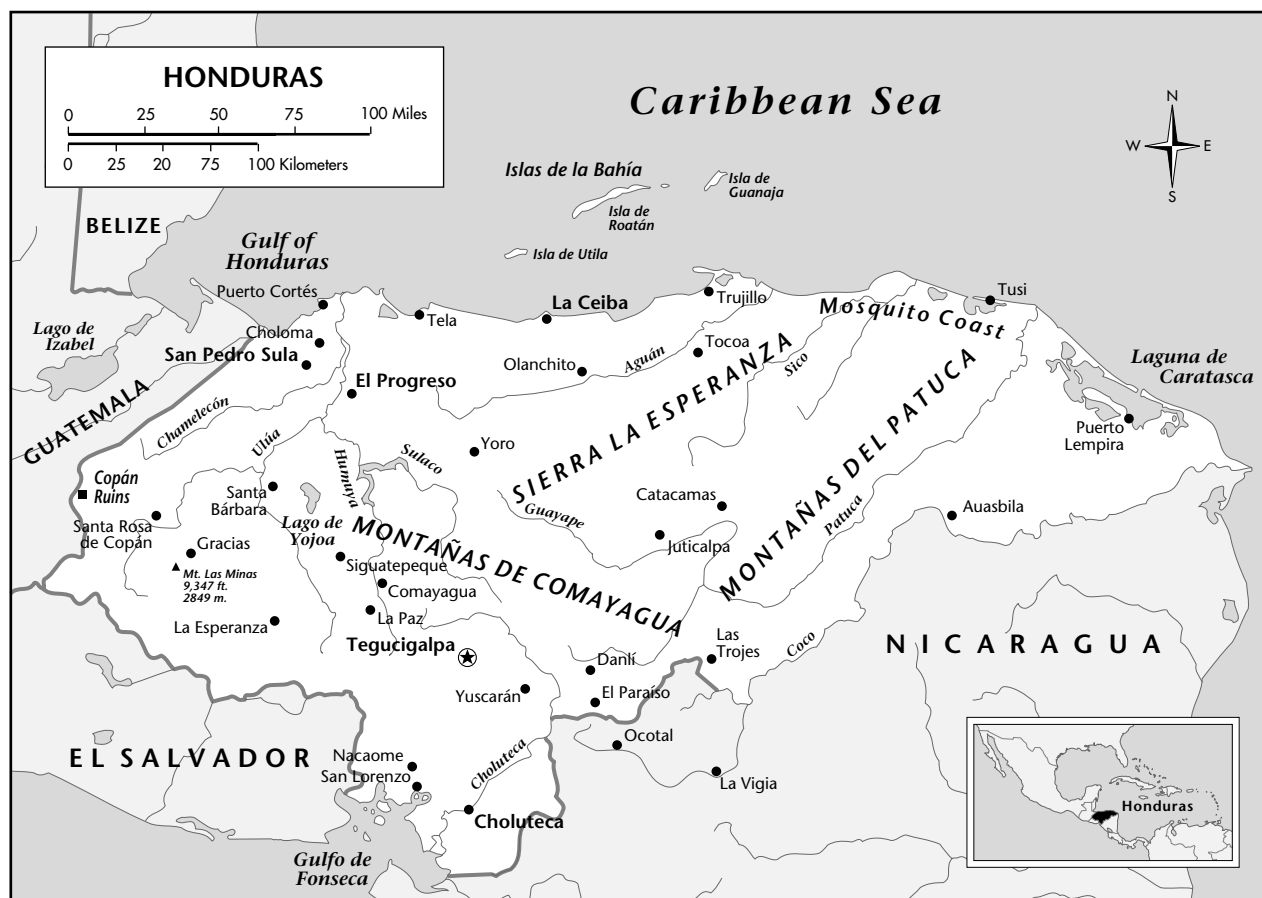 HONDURAS
0 25 50 75 100 Miles
0 25 20 75 100 Kilometers
Caribbean Sea
N
W E
S
BELIZE
Islas de la Bahía
Isla de
Guanaja
Isla de
Roatán
Isla de Utila
Gulf of
Honduras
Puerto Cortés
Tela
La Ceiba
Trujillo
Tusi
Mosquito Coast
Lago de
Izabel
Choloma
San Pedro Sula
El Progreso
Olanchito
Aguán
Tocoa
Sico
Laguna de
Caratasca
Puerto
Lempira
GUATEMALA
Chamelecón
Ulúa
Humuya
Sulaco
Yoro
SIERRA LA ESPERANZA
MONTAÑAS DEL PATUCA
Copán
Ruins
Santa Rosa
de Copán
Santa
Bárbara
Lago de
Yojoa
Guayape
Catacamas
Juticalpa
Patuca
Auasbila
Gracias
Mt. Las Minas
9,347 ft.
2849 m.
MONTAÑAS DE COMAYAGUA
Siguatepeque
Comayagua
La Paz
La Esperanza
Tegucigalpa
Yuscarán
Danlí
El Paraíso
Las
Trojes
Coco
NICARAGUA
Ocotal
La Vigia
EL SALVADOR
Nacaome
San Lorenzo
Choluteca
Choluteca
Gulfo de
Fonseca
Honduras